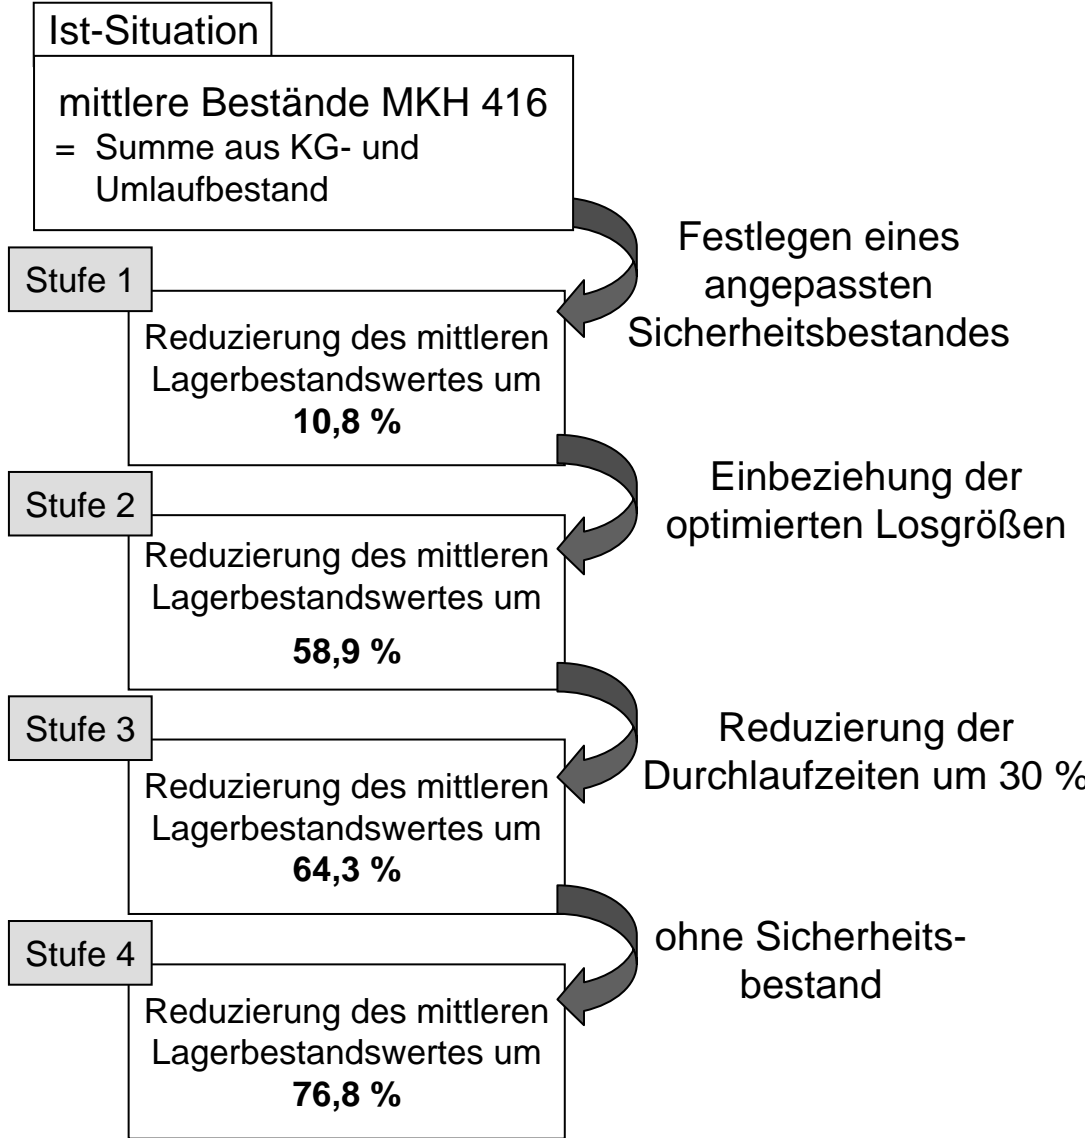 Ist-Situation
mittlere Bestände MKH 416
= Summe aus KG- und
Umlaufbestand
Festlegen eines
angepassten
Sicherheitsbestandes
Stufe 1
Reduzierung des mittleren
Lagerbestandswertes um
10,8 %
Einbeziehung der
optimierten Losgrößen
Stufe 2
Reduzierung des mittleren
Lagerbestandswertes um
58,9 %
Reduzierung der
Durchlaufzeiten um 30 %
Stufe 3
Reduzierung des mittleren
Lagerbestandswertes um
64,3 %
ohne Sicherheits-
bestand
Stufe 4
Reduzierung des mittleren
Lagerbestandswertes um
76,8 %